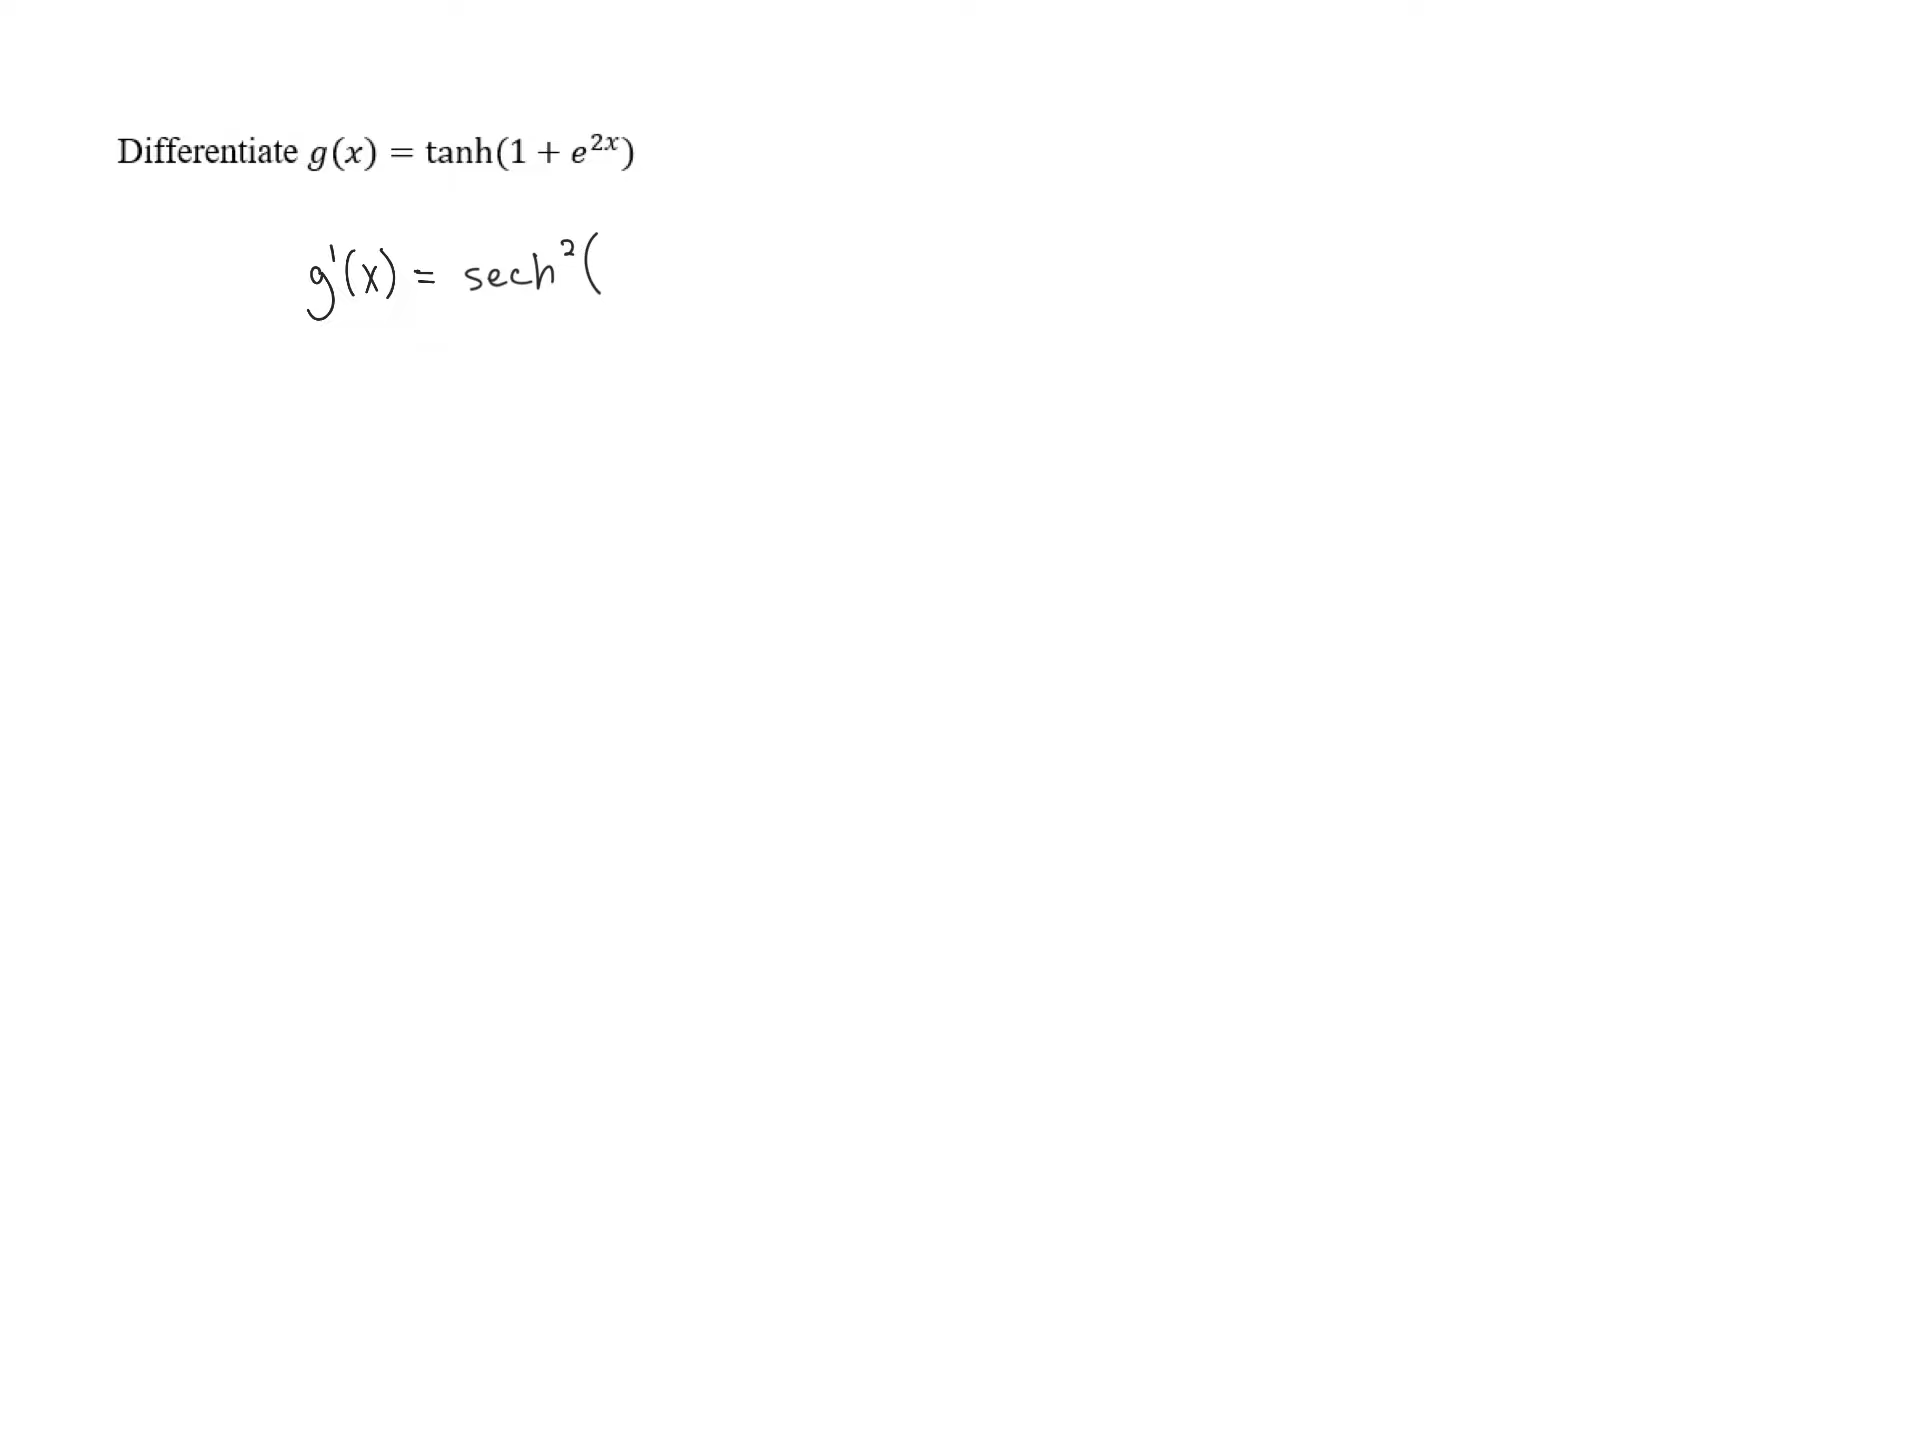 Differentiate g(x) = tanh(1 + e^{2x})
g'(x) = sech²(